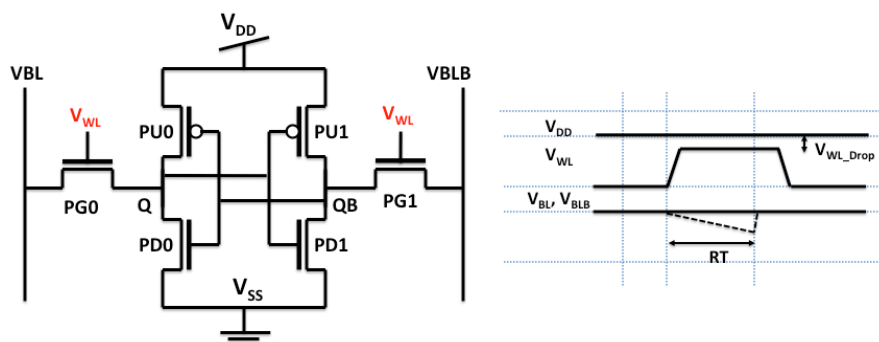 VDD
VBL
VBLB
VWL
VWL
PU0
PU1
PG0
Q
QB
PG1
PD0
PD1
VSS
VDD
VWL
VWL_Drop
VBL, VBLB
RT